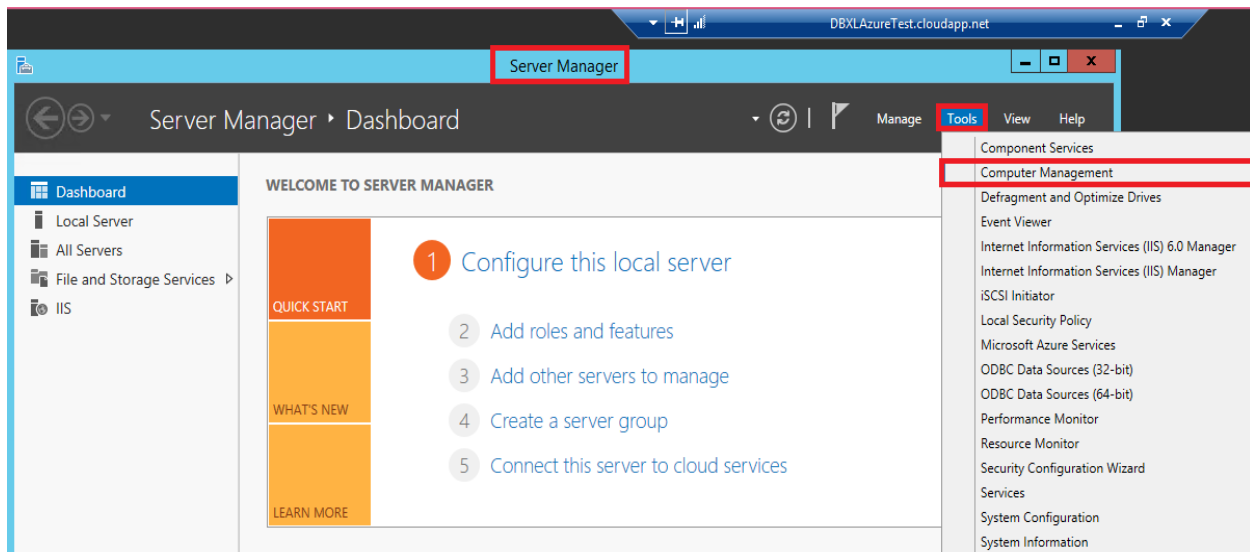 DBXLAzureTest.cloudapp.net
Server Manager
Server Manager • Dashboard
Manage Tools View Help
Dashboard
Local Server
All Servers
File and Storage Services
IIS
WELCOME TO SERVER MANAGER
QUICK START
WHAT'S NEW
LEARN MORE
1 Configure this local server
2 Add roles and features
3 Add other servers to manage
4 Create a server group
5 Connect this server to cloud services
Component Services
Computer Management
Defragment and Optimize Drives
Event Viewer
Internet Information Services (IIS) 6.0 Manager
Internet Information Services (IIS) Manager
iSCSI Initiator
Local Security Policy
Microsoft Azure Services
ODBC Data Sources (32-bit)
ODBC Data Sources (64-bit)
Performance Monitor
Resource Monitor
Security Configuration Wizard
Services
System Configuration
System Information